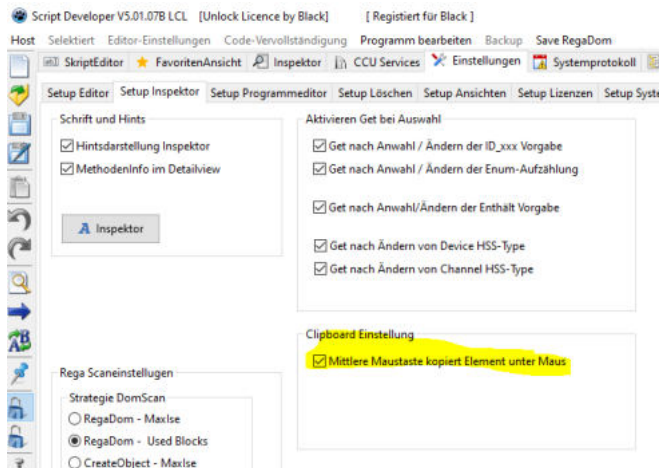 Script Developer V5.01.07B LCL [Unlock Licence by Black] [ Registiert für Black ]
Host Selektiert Editor-Einstellungen Code-Vervollständigung Programm bearbeiten Backup Save RegaDom
SkriptEditor FavoritenAnsicht Inspektor CCU Services Einstellungen Systemprotokoll
Setup Editor Setup Inspektor Setup Programmeditor Setup Löschen Setup Ansichten Setup Lizenzen Setup Syste
Schrift und Hints
Hintsdarstellung Inspektor
MethodenInfo im Detailview
A Inspektor
Aktivieren Get bei Auswahl
Get nach Anwahl / Ändern der ID_xxx Vorgabe
Get nach Anwahl / Ändern der Enum-Aufzählung
Get nach Anwahl/Ändern der Enthält Vorgabe
Get nach Ändern von Device HSS-Type
Get nach Ändern von Channel HSS-Type
Clipboard Einstellung
Mittlere Maustaste kopiert Element unter Maus
Rega Scaneinstellugen
Strategie DomScan
RegaDom - MaxIse
RegaDom - Used Blocks
CreateObject - MaxIse